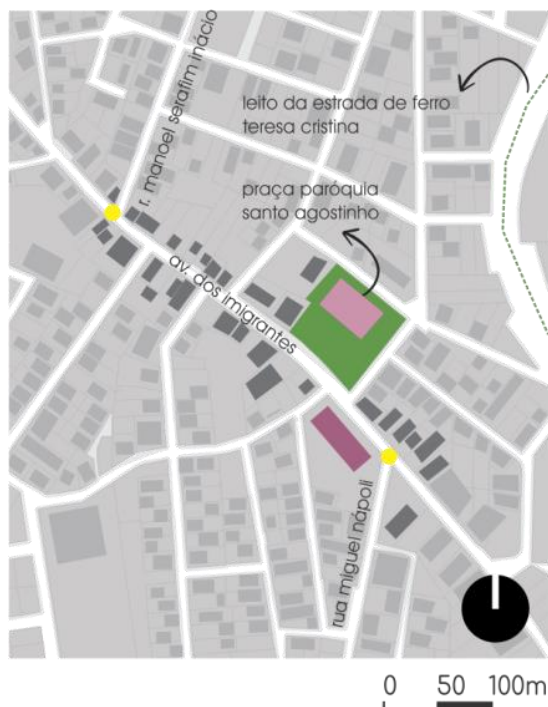 r. manoel serafim inácio
leito da estrada de ferro
teresa cristina
praça paróquia
santo agostinho
av. dos imigrantes
rua miguel nápoli
0 50 100m